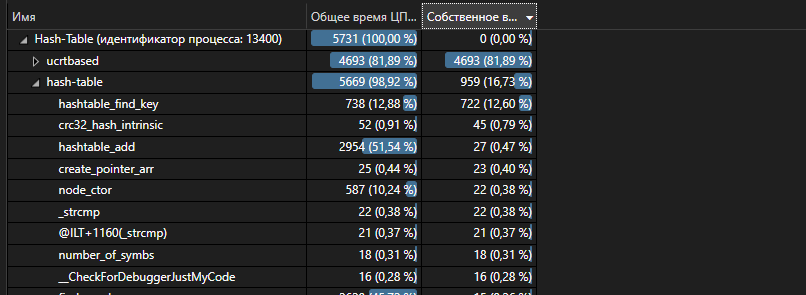 Имя Общее время ЦП... Собственное в...
Hash-Table (идентификатор процесса: 13400) 5731 (100,00 %) 0 (0,00 %)
ucrtbased 4693 (81,89 %) 4693 (81,89 %)
hash-table 5669 (98,92 %) 959 (16,73 %)
hashtable_find_key 738 (12,88 %) 722 (12,60 %)
crc32_hash_intrinsic 52 (0,91 %) 45 (0,79 %)
hashtable_add 2954 (51,54 %) 27 (0,47 %)
create_pointer_arr 25 (0,44 %) 23 (0,40 %)
node_ctor 587 (10,24 %) 22 (0,38 %)
_strcmp 22 (0,38 %) 22 (0,38 %)
@ILT+1160(_strcmp) 21 (0,37 %) 21 (0,37 %)
number_of_symbs 18 (0,31 %) 18 (0,31 %)
__CheckForDebuggerJustMyCode 16 (0,28 %) 16 (0,28 %)